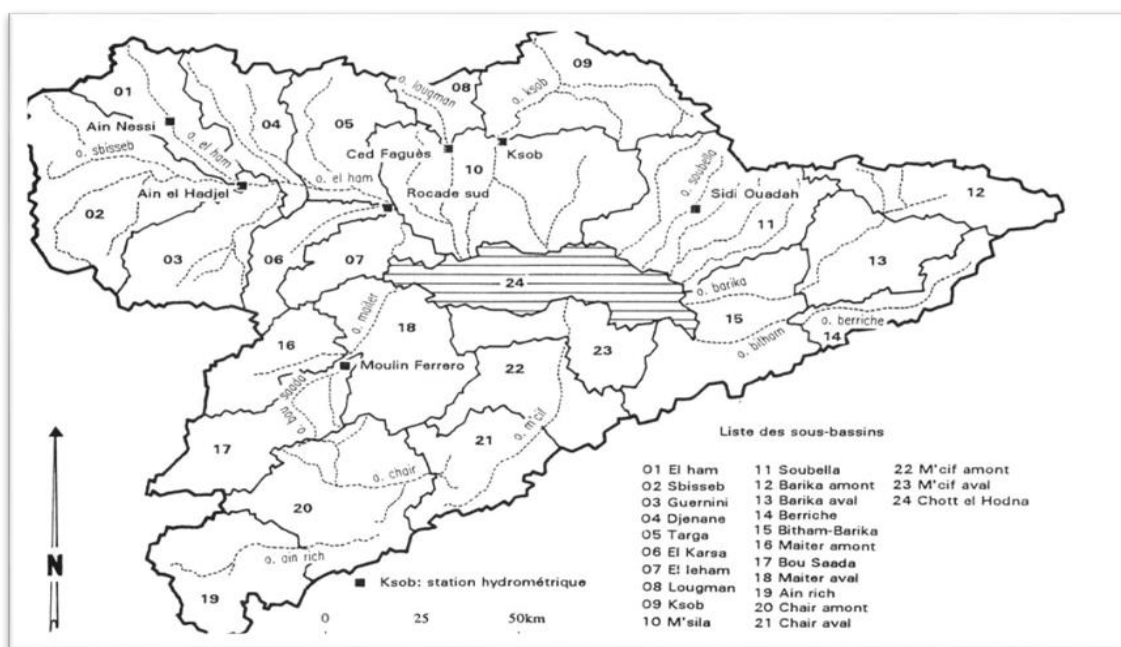 09
01
08
o. lougman
o. ksob
Ain Nessi
04
05
o. sbisseb
o. el ham
Ced Faguès
10
Ksob
o. soubella
Ain el Hadjel
o. el ham
Rocade sud
Sidi Ouadah
12
02
11
03
06
07
13
24
o. barika
o. maiter
18
15
o. berriche
16
o. bitham
14
Moulin Ferrero
22
23
o. bou saada
o. m'cif
17
21
Liste des sous-bassins
o. chair
20
o. ain rich
19
N
Ksob: station hydrométrique
0 25 50km
01 El ham
02 Sbisseb
03 Guernini
04 Djenane
05 Targa
06 El Karsa
07 El leham
08 Lougman
09 Ksob
10 M'sila
11 Soubella
12 Barika amont
13 Barika aval
14 Berriche
15 Bitham-Barika
16 Maiter amont
17 Bou Saada
18 Maiter aval
19 Ain rich
20 Chair amont
21 Chair aval
22 M'cif amont
23 M'cif aval
24 Chott el Hodna